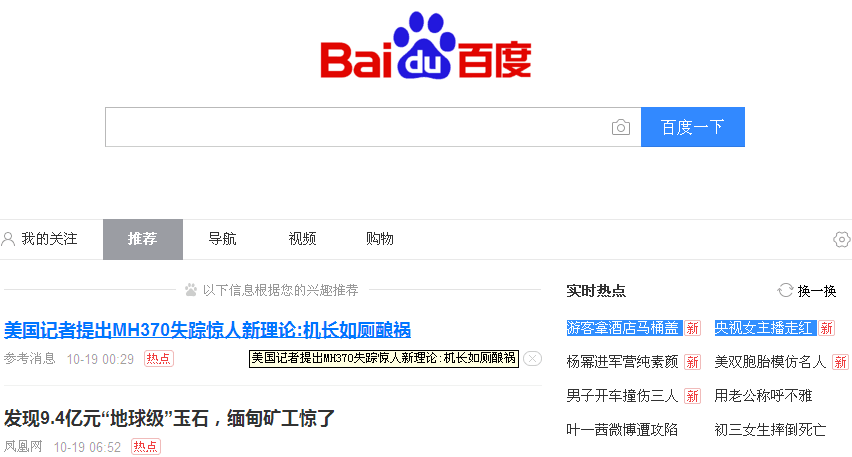 Bai du 百度
百度一下
我的关注 推荐 导航 视频 购物
以下信息根据您的兴趣推荐
美国记者提出MH370失踪惊人新理论:机长如厕酿祸
参考消息 10-19 00:29 热点
美国记者提出MH370失踪惊人新理论:机长如厕酿祸
发现9.4亿元“地球级”玉石，缅甸矿工惊了
凤凰网 10-19 06:52 热点
实时热点 换一换
游客拿酒店马桶盖 新 央视女主播走红 新
杨幂进军营纯素颜 新 美双胞胎模仿名人 新
男子开车撞伤三人 新 用老公称呼不雅
叶一茜微博遭攻陷 初三女生摔倒死亡